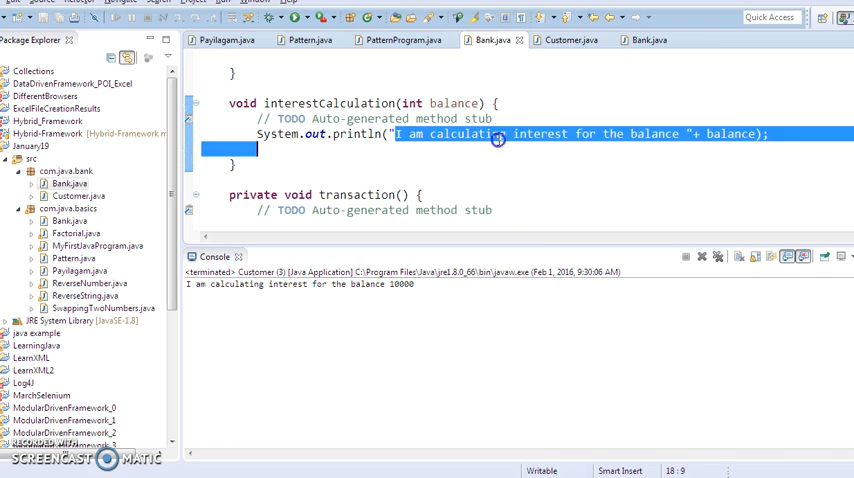 Run
Window
Help
Quick Access
Package Explorer
Payilagam.java
Pattern.java
PatternProgram.java
Bank.java
Customer.java
Bank.java
Collections
DataDrivenFramework_POI_Excel
DifferentBrowsers
ExcelFileCreationResults
Hybrid_Framework
Hybrid-Framework [Hybrid-Framework m
January19
src
com.java.bank
Bank.java
Customer.java
com.java.basics
Bank.java
Factorial.java
MyFirstJavaProgram.java
Pattern.java
Payilagam.java
ReverseNumber.java
ReverseString.java
SwappingTwoNumbers.java
JRE System Library [JavaSE-1.8]
java example
LearningJava
LearnXML
LearnXML2
Log4J
MarchSelenium
ModularDrivenFramework_0
ModularDrivenFramework_1
ModularDrivenFramework_2
}
void interestCalculation(int balance) {
// TODO Auto-generated method stub
System.out.println("I am calculating interest for the balance "+ balance);
}
private void transaction() {
// TODO Auto-generated method stub
Console
<terminated> Customer (3) [Java Application] C:\Program Files\Java\jre1.8.0_66\bin\javaw.exe (Feb 1, 2016, 9:30:06 AM)
I am calculating interest for the balance 10000
RECORDED WITH
SCREENCAST MATIC
Writable
Smart Insert
18 : 9